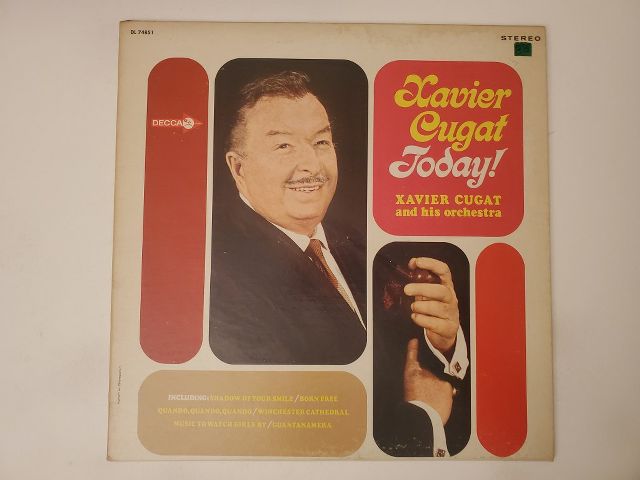 DL 74851
STEREO
DECCA
Xavier
Cugat
Today!
XAVIER CUGAT
and his orchestra
INCLUDING: SHADOW OF YOUR SMILE/BORN FREE
QUANDO, QUANDO, QUANDO/WINCHESTER CATHEDRAL
MUSIC TO WATCH GIRLS BY/GUANTANAMERA